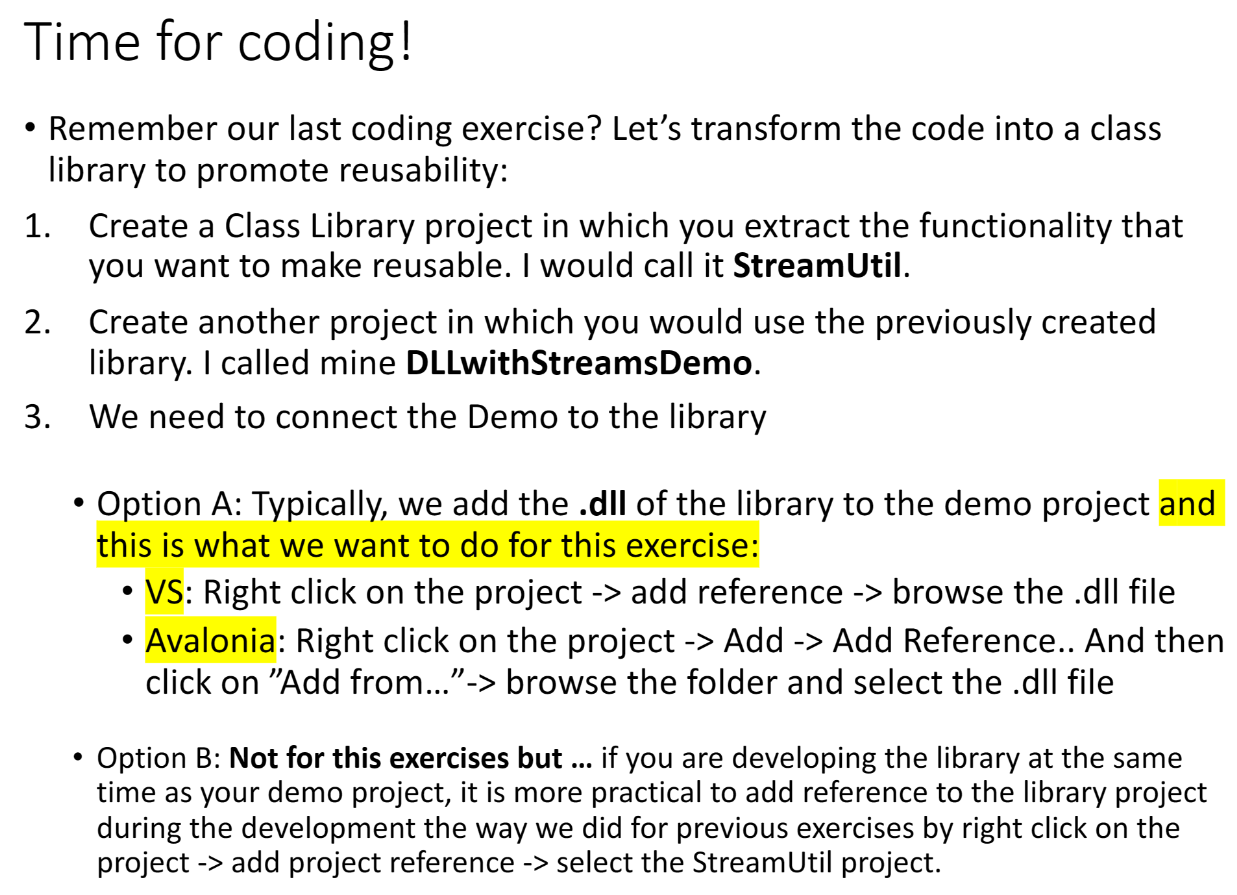 Time for coding!
• Remember our last coding exercise? Let’s transform the code into a class
library to promote reusability:
1. Create a Class Library project in which you extract the functionality that
you want to make reusable. I would call it StreamUtil.
2. Create another project in which you would use the previously created
library. I called mine DLLwithStreamsDemo.
3. We need to connect the Demo to the library
• Option A: Typically, we add the .dll of the library to the demo project and
this is what we want to do for this exercise:
• VS: Right click on the project -> add reference -> browse the .dll file
• Avalonia: Right click on the project -> Add -> Add Reference.. And then
click on ”Add from…”-> browse the folder and select the .dll file
• Option B: Not for this exercises but … if you are developing the library at the same
time as your demo project, it is more practical to add reference to the library project
during the development the way we did for previous exercises by right click on the
project -> add project reference -> select the StreamUtil project.